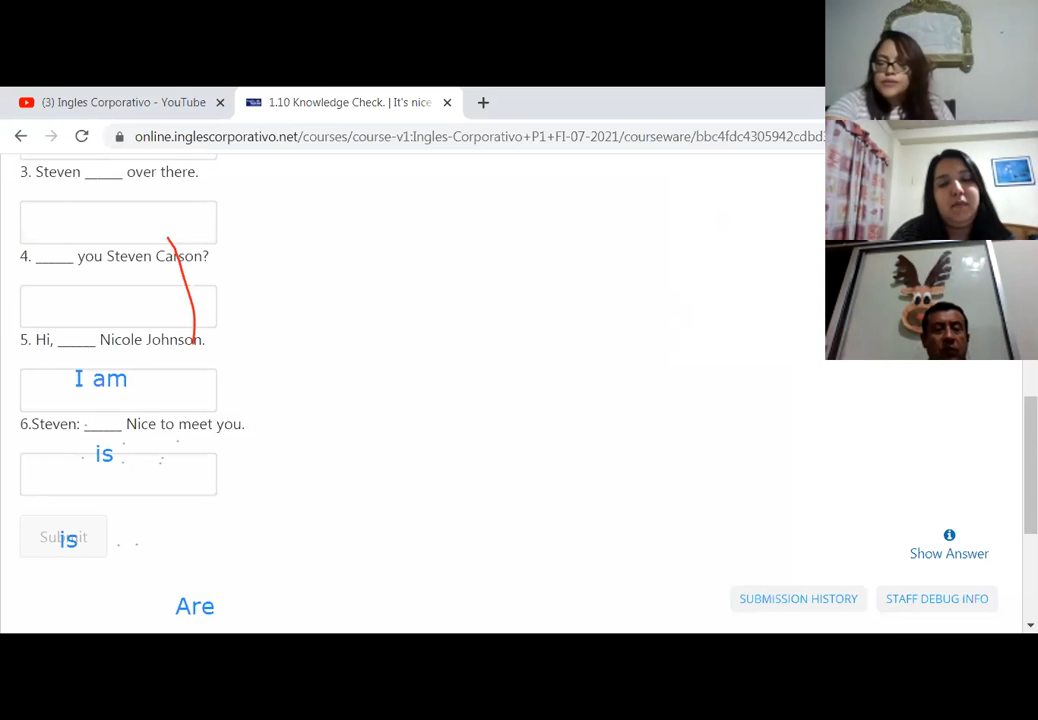 (3) Ingles Corporativo - YouTube
1.10 Knowledge Check. | It's nice
online.inglescorporativo.net/courses/course-v1:Ingles-Corporativo+P1+FI-07-2021/courseware/bbc4fdc4305942cdbd
3. Steven _____ over there.
4. _____ you Steven Carson?
5. Hi, _____ Nicole Johnson.
I am
6.Steven: _____ Nice to meet you.
is
Submit
is
Show Answer
Are
SUBMISSION HISTORY
STAFF DEBUG INFO